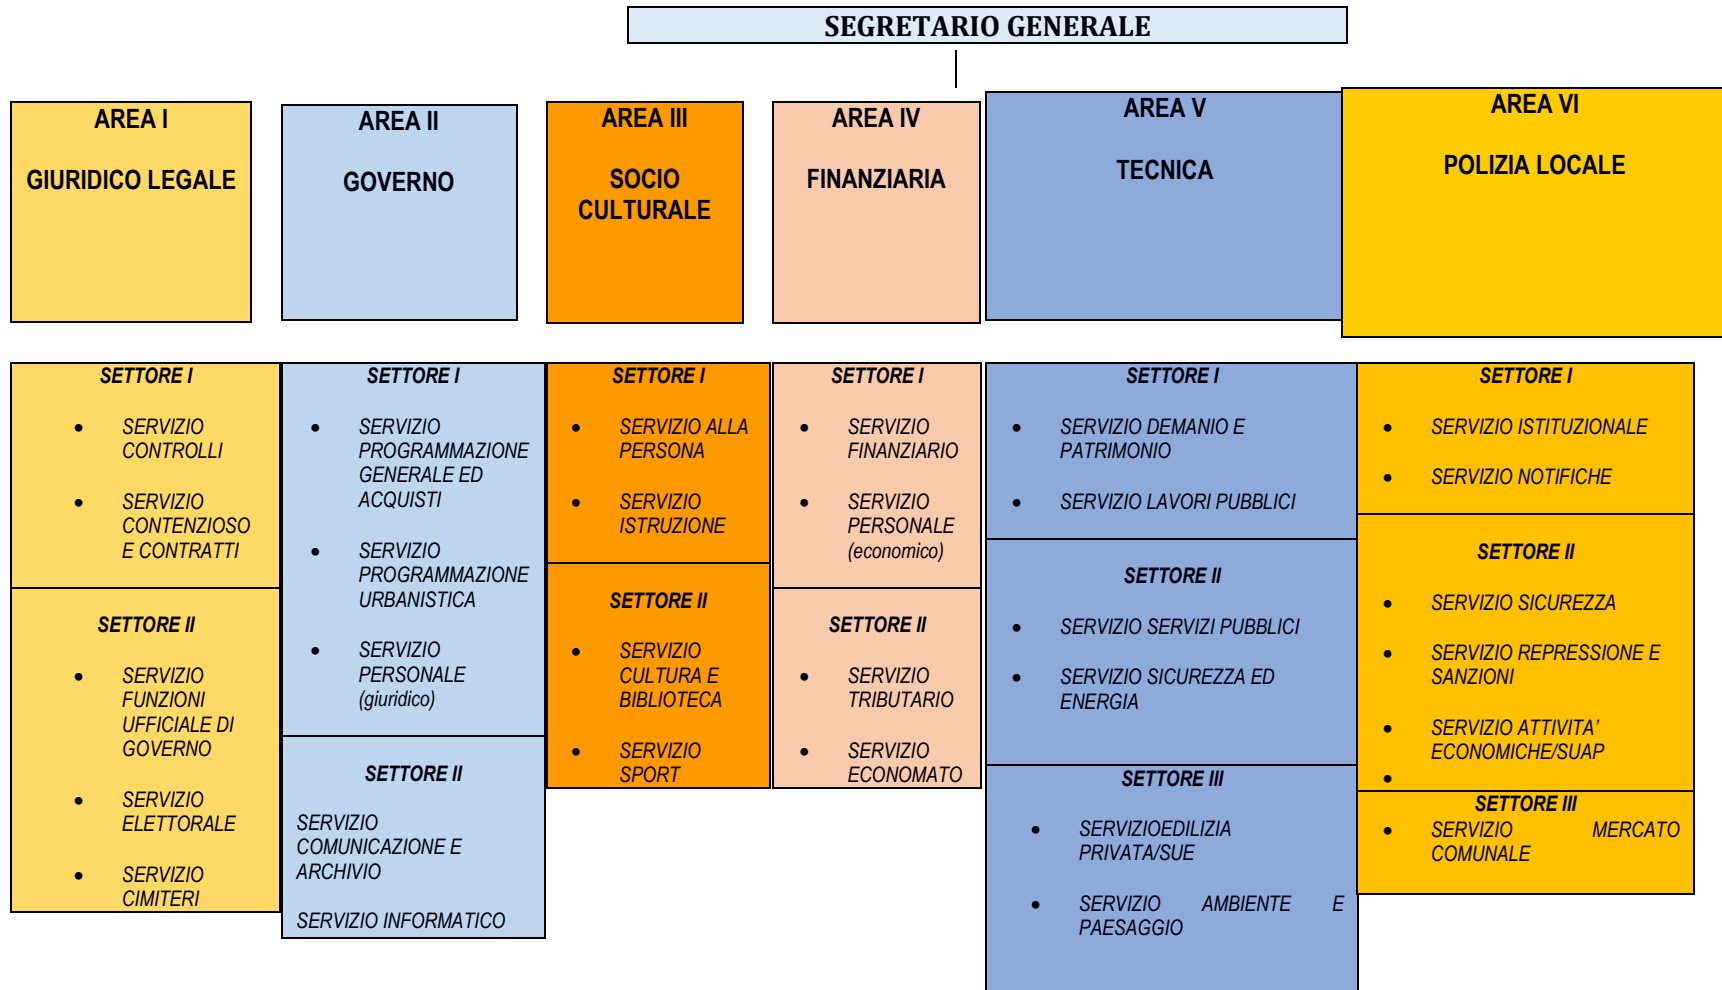 SEGRETARIO GENERALE
AREA I
GIURIDICO LEGALE
AREA II
GOVERNO
AREA III
SOCIO
CULTURALE
AREA IV
FINANZIARIA
AREA V
TECNICA
AREA VI
POLIZIA LOCALE
SETTORE I
• SERVIZIO
CONTROLLI
• SERVIZIO
CONTENZIOSO
E CONTRATTI
SETTORE II
• SERVIZIO
FUNZIONI
UFFICIALE DI
GOVERNO
• SERVIZIO
ELETTORALE
• SERVIZIO
CIMITERI
SETTORE I
• SERVIZIO
PROGRAMMAZIONE
GENERALE ED
ACQUISTI
• SERVIZIO
PROGRAMMAZIONE
URBANISTICA
• SERVIZIO
PERSONALE
(giuridico)
SETTORE II
SERVIZIO
COMUNICAZIONE E
ARCHIVIO
SERVIZIO INFORMATICO
SETTORE I
• SERVIZIO ALLA
PERSONA
• SERVIZIO
ISTRUZIONE
SETTORE II
• SERVIZIO
CULTURA E
BIBLIOTECA
• SERVIZIO
SPORT
SETTORE I
• SERVIZIO
FINANZIARIO
• SERVIZIO
PERSONALE
(economico)
SETTORE II
• SERVIZIO
TRIBUTARIO
• SERVIZIO
ECONOMATO
SETTORE I
• SERVIZIO DEMANIO E
PATRIMONIO
• SERVIZIO LAVORI PUBBLICI
SETTORE II
• SERVIZIO SERVIZI PUBBLICI
• SERVIZIO SICUREZZA ED
ENERGIA
SETTORE III
• SERVIZIOEDILIZIA
PRIVATA/SUE
• SERVIZIO AMBIENTE E
PAESAGGIO
SETTORE I
• SERVIZIO ISTITUZIONALE
• SERVIZIO NOTIFICHE
SETTORE II
• SERVIZIO SICUREZZA
• SERVIZIO REPRESSIONE E
SANZIONI
• SERVIZIO ATTIVITA’
ECONOMICHE/SUAP
•
SETTORE III
• SERVIZIO MERCATO
COMUNALE